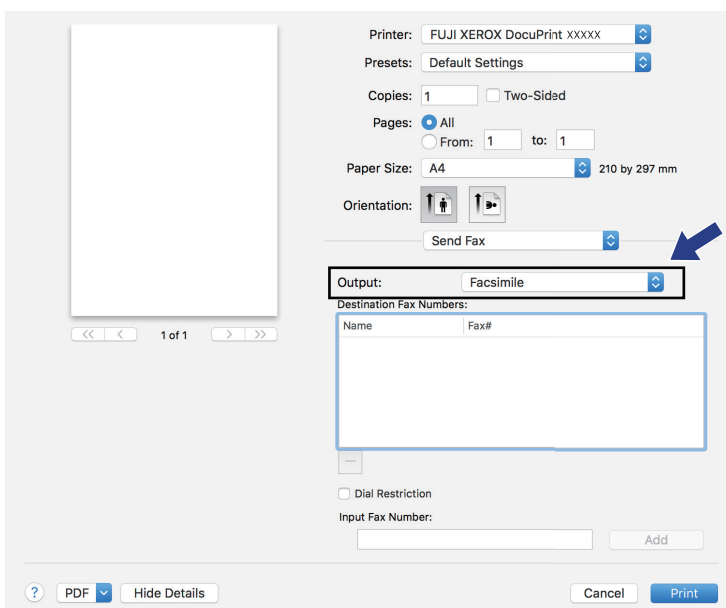 Printer: FUJI XEROX DocuPrint XXXXX
Presets: Default Settings
Copies: 1 Two-Sided
Pages: All
From: 1 to: 1
Paper Size: A4 210 by 297 mm
Orientation:
Send Fax
Output: Facsimile
Destination Fax Numbers:
Name Fax#
<< < 1 of 1 > >>
Dial Restriction
Input Fax Number:
Add
? PDF Hide Details Cancel Print